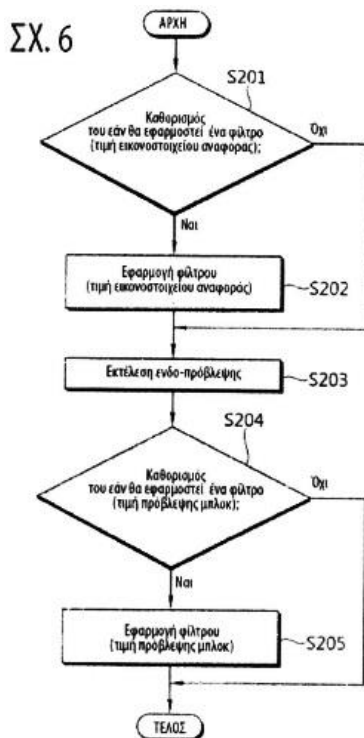 ΣΧ. 6
ΑΡΧΗ
S201
Καθορισμός
του εάν θα εφαρμοστεί ένα φίλτρο
(τιμή εικονοστοιχείου αναφοράς);
Όχι
Ναι
Εφαρμογή φίλτρου
(τιμή εικονοστοιχείου αναφοράς)
S202
Εκτέλεση ενδο-πρόβλεψης
S203
S204
Καθορισμός
του εάν θα εφαρμοστεί ένα φίλτρο
(τιμή πρόβλεψης μπλοκ);
Όχι
Ναι
Εφαρμογή φίλτρου
(τιμή πρόβλεψης μπλοκ)
S205
ΤΕΛΟΣ